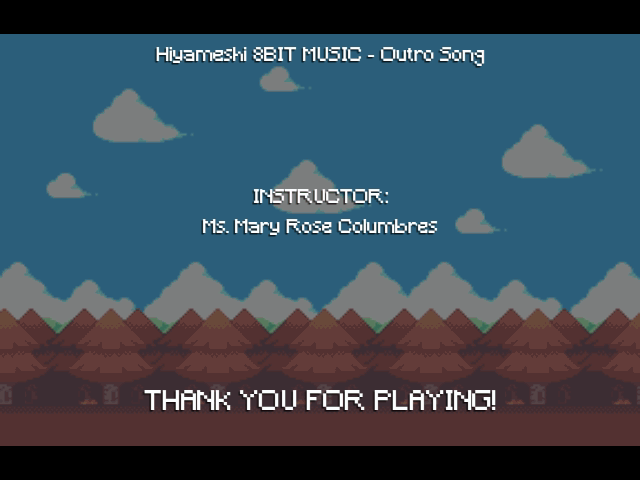 Hiyameshi 8BIT MUSIC - Outro Song
INSTRUCTOR:
Ms. Mary Rose Columbres
THANK YOU FOR PLAYING!